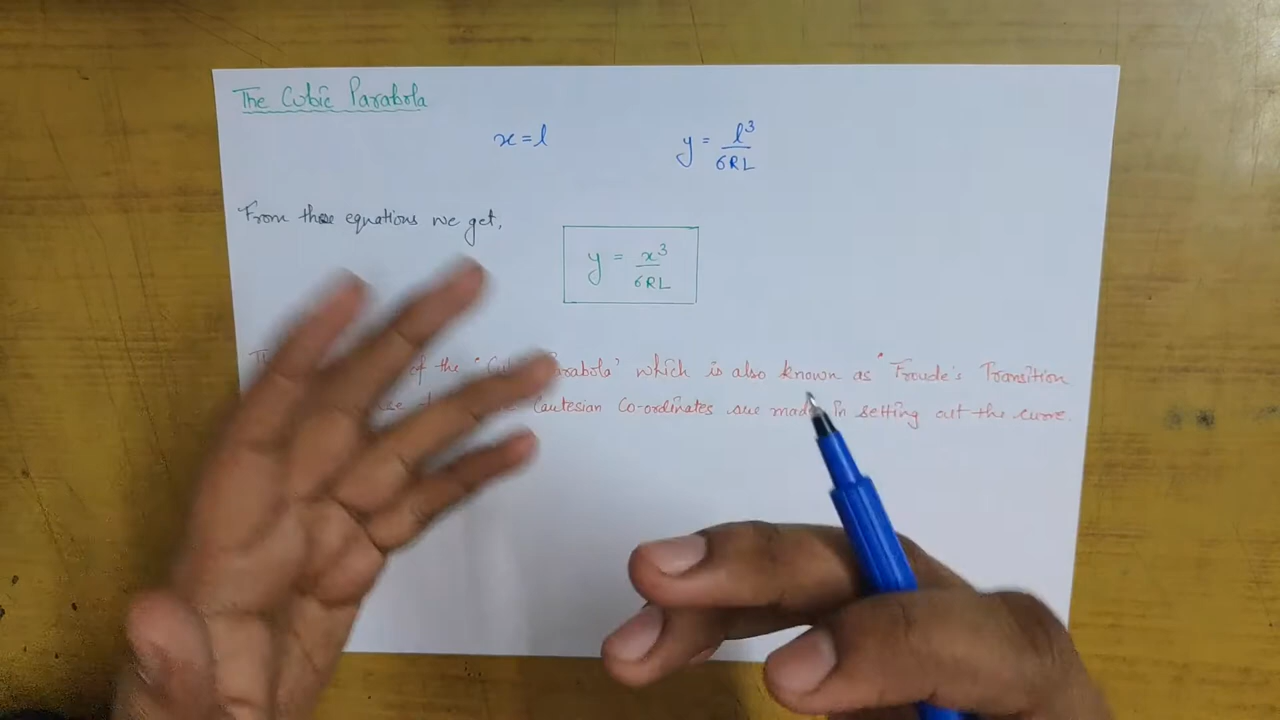 The Cubic Parabola
x = l y = l³/6RL
From these equations we get,
y = x³/6RL
of the 'Cubic Parabola' which is also known as "Froude's Transition
Cartesian Co-ordinates are made in setting out the curve.